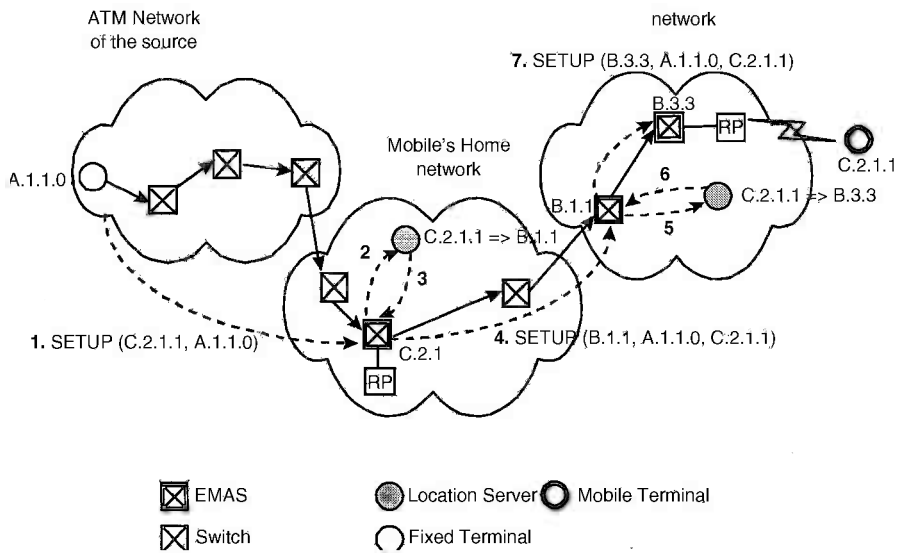 ATM Network
of the source
network
7. SETUP (B.3.3, A.1.1.0, C.2.1.1)
B.3.3
RP
Mobile's Home
network
A.1.1.0
C.2.1.1
6
B.1.1
C.2.1.1 => B.3.3
5
C.2.1.1 => B.1.1
2
3
1. SETUP (C.2.1.1, A.1.1.0)
4. SETUP (B.1.1, A.1.1.0, C.2.1.1)
C.2.1
RP
EMAS
Location Server
Mobile Terminal
Switch
Fixed Terminal